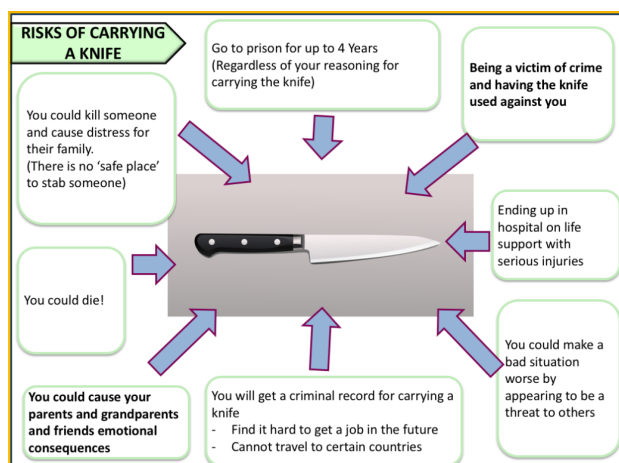 RISKS OF CARRYING
A KNIFE
Go to prison for up to 4 Years
(Regardless of your reasoning for
carrying the knife)
Being a victim of crime
and having the knife
used against you
You could kill someone
and cause distress for
their family.
(There is no ‘safe place’
to stab someone)
Ending up in
hospital on life
support with
serious injuries
You could die!
You could make a
bad situation
worse by
appearing to be a
threat to others
You could cause your
parents and grandparents
and friends emotional
consequences
You will get a criminal record for carrying a
knife
- Find it hard to get a job in the future
- Cannot travel to certain countries